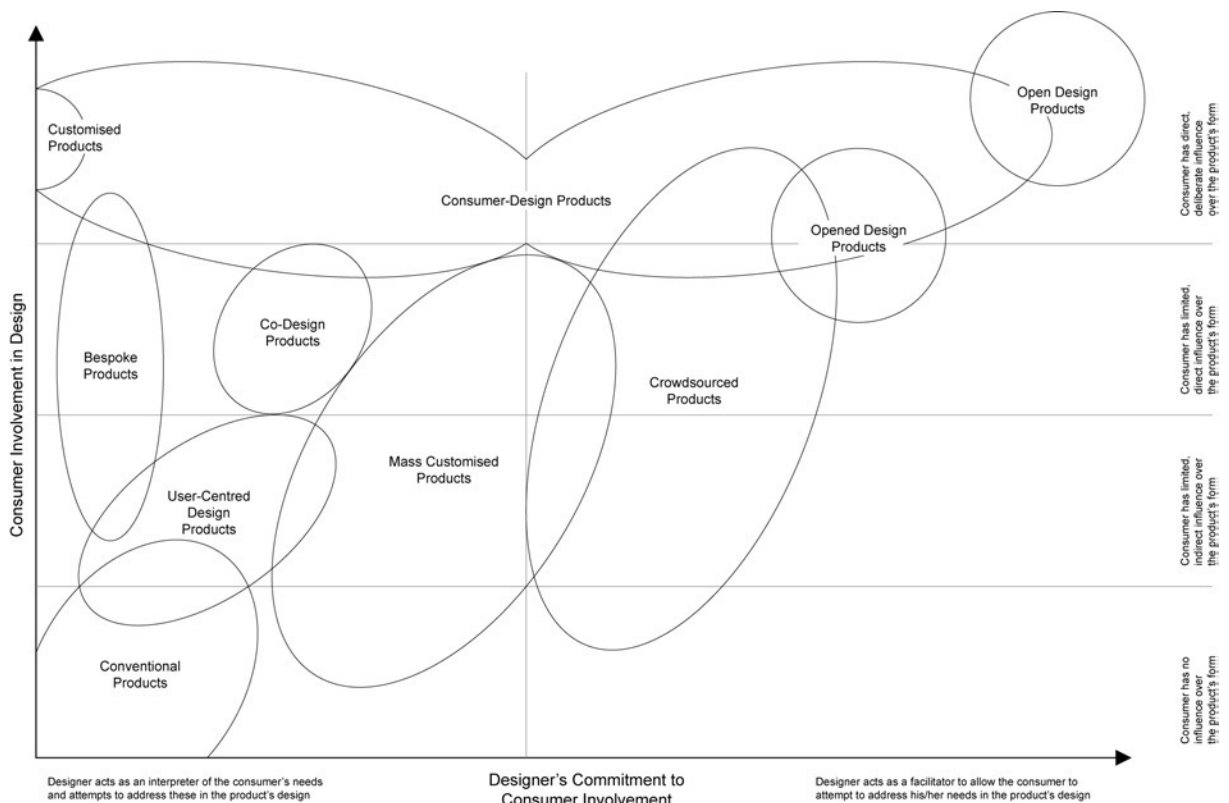 Consumer Involvement in Design
Customised
Products
Open Design
Products
Consumer-Design Products
Opened Design
Products
Co-Design
Products
Bespoke
Products
Crowdsourced
Products
Mass Customised
Products
User-Centred
Design
Products
Conventional
Products
Consumer has direct,
deliberate influence
over the product's form
Consumer has limited,
direct influence over
the product's form
Consumer has limited,
indirect influence over
the product's form
Consumer has no
influence over
the product's form
Designer acts as an interpreter of the consumer's needs
and attempts to address these in the product's design
Designer's Commitment to
Consumer Involvement
Designer acts as a facilitator to allow the consumer to
attempt to address his/her needs in the product's design